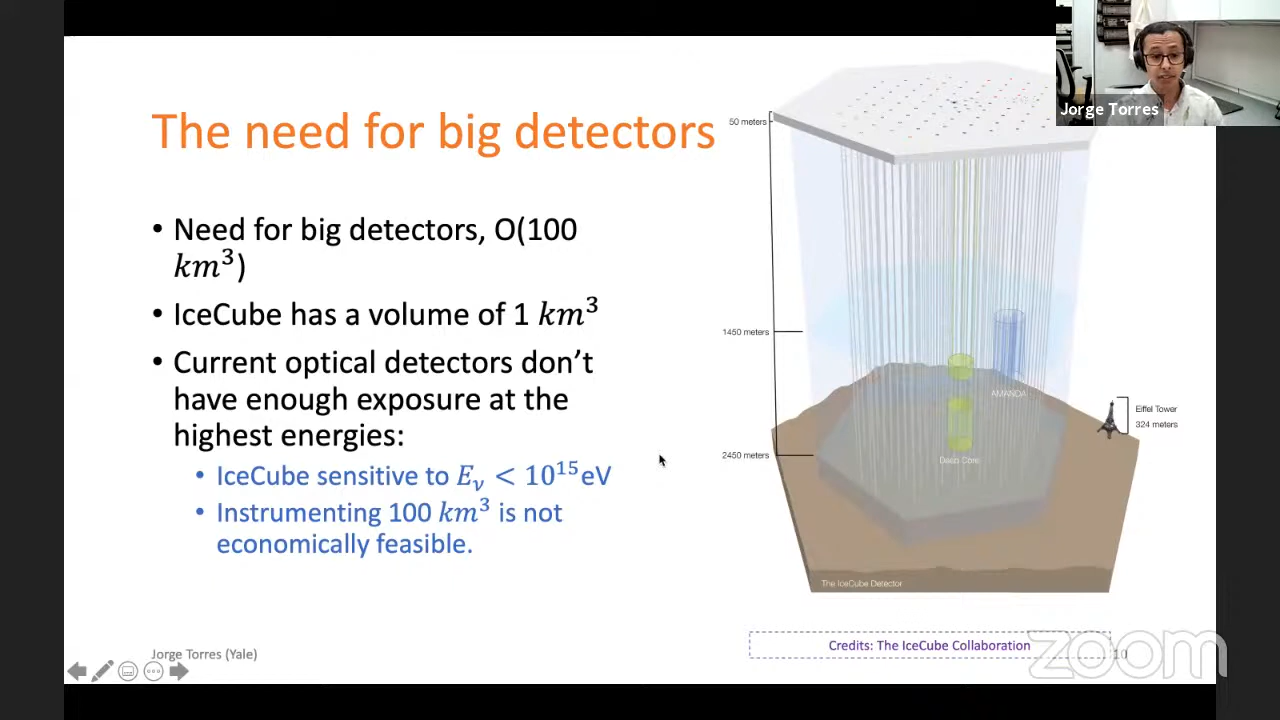 Jorge Torres
The need for big detectors
• Need for big detectors, O(100
km³)
• IceCube has a volume of 1 km³
• Current optical detectors don’t
have enough exposure at the
highest energies:
• IceCube sensitive to Eᵥ < 10¹⁵eV
• Instrumenting 100 km³ is not
economically feasible.
50 meters
1450 meters
2450 meters
AMANDA
Deep Core
Eiffel Tower
324 meters
The IceCube Detector
Credits: The IceCube Collaboration
Jorge Torres (Yale)
10
zoom